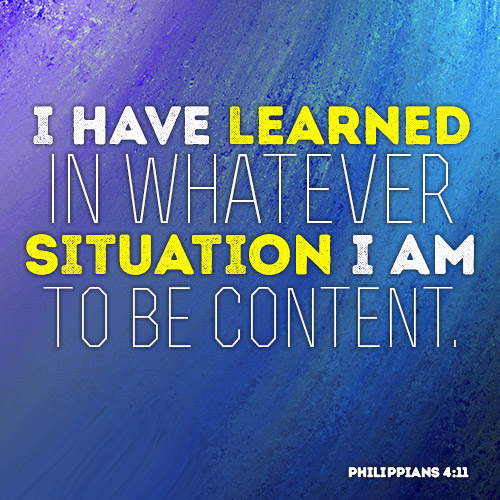 I HAVE LEARNED
IN WHATEVER
SITUATION I AM
TO BE CONTENT.
PHILIPPIANS 4:11